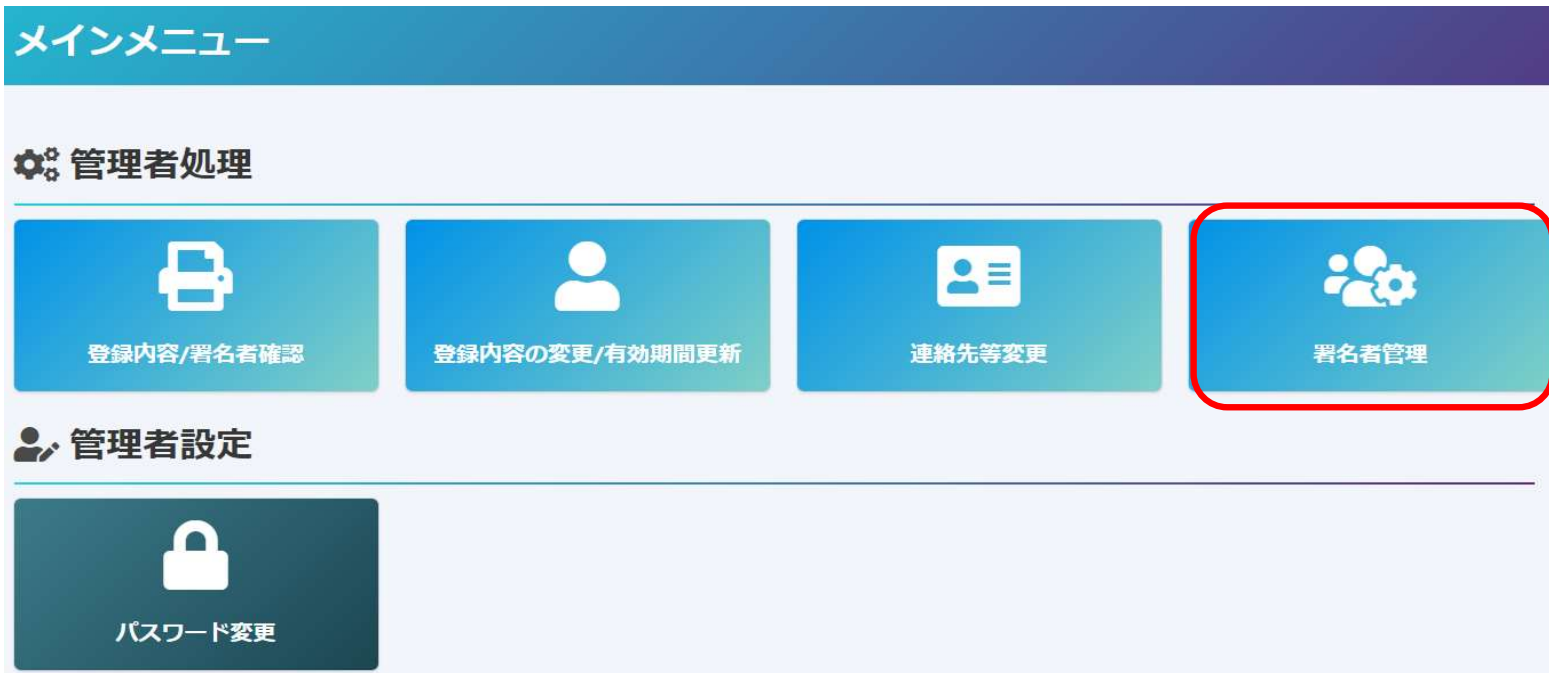 メインメニュー
管理者処理
登録内容/署名者確認
登録内容の変更/有効期間更新
連絡先等変更
署名者管理
管理者設定
パスワード変更